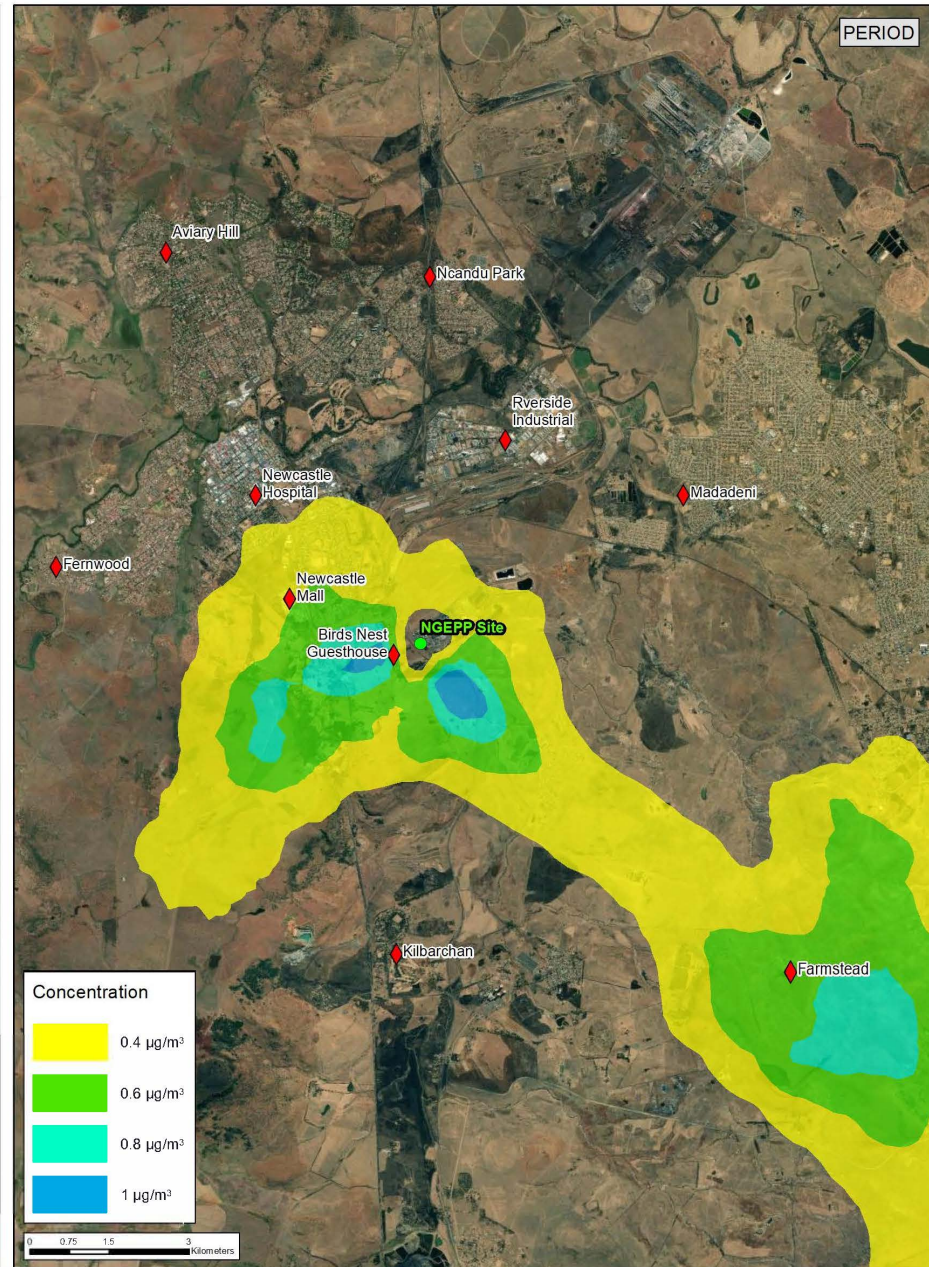 PERIOD
Aviary Hill
Ncandu Park
Rverside
Industrial
Newcastle
Hospital
Madadeni
Fernwood
Newcastle
Mall
NGEPP Site
Birds Nest
Guesthouse
Kilbarchan
Farmstead
Concentration
0.4 µg/m³
0.6 µg/m³
0.8 µg/m³
1 µg/m³
0 0.75 1.5 3
Kilometers